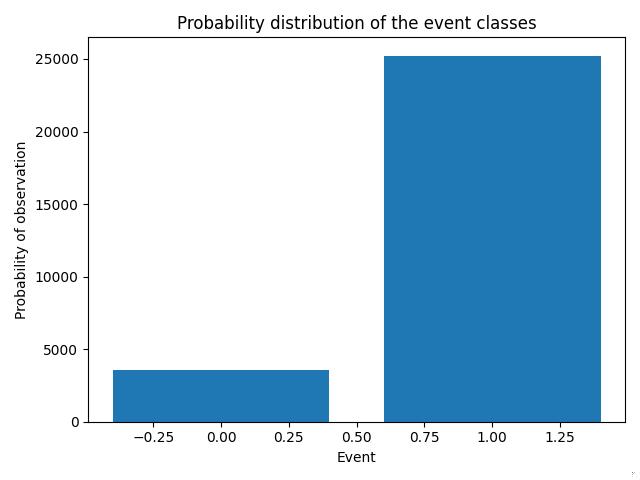 Probability distribution of the event classes
25000
20000
15000
10000
5000
0
Probability of observation
−0.25 0.00 0.25 0.50 0.75 1.00 1.25
Event